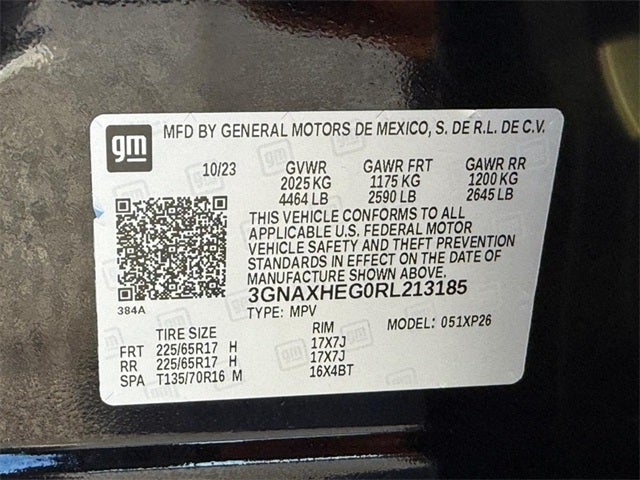 gm
MFD BY GENERAL MOTORS DE MEXICO, S. DE R.L. DE C.V.
10/23 GVWR GAWR FRT GAWR RR
2025 KG 1175 KG 1200 KG
4464 LB 2590 LB 2645 LB
THIS VEHICLE CONFORMS TO ALL
APPLICABLE U.S. FEDERAL MOTOR
VEHICLE SAFETY AND THEFT PREVENTION
STANDARDS IN EFFECT ON THE DATE OF
MANUFACTURE SHOWN ABOVE.
384A
3GNAXHEG0RL213185
TYPE: MPV MODEL: 051XP26
TIRE SIZE RIM
FRT 225/65R17 H 17X7J
RR 225/65R17 H 17X7J
SPA T135/70R16 M 16X4BT